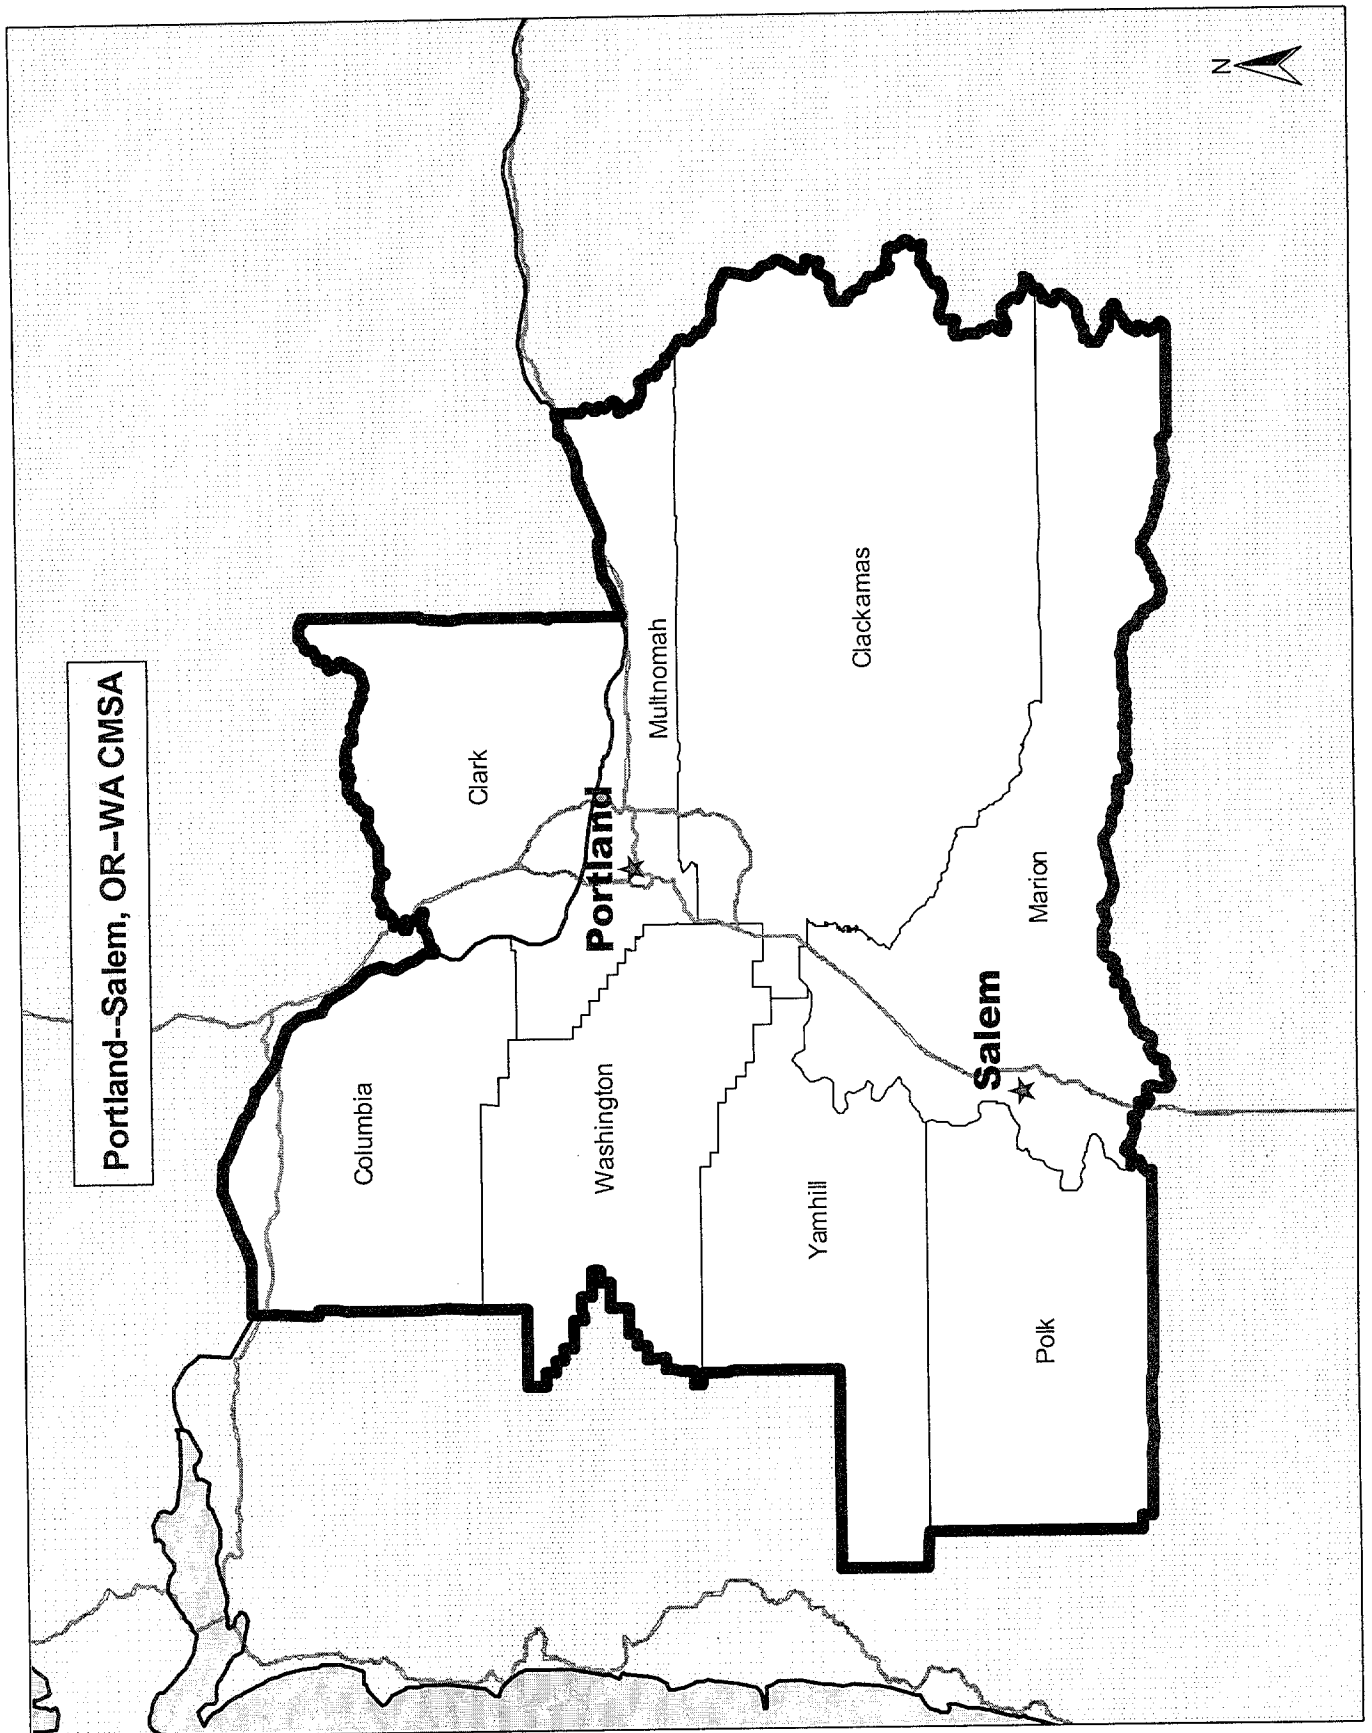 Portland--Salem, OR--WA CMSA
N
Clark
Columbia
Portland
Multnomah
Washington
Clackamas
Yamhill
Salem
Marion
Polk